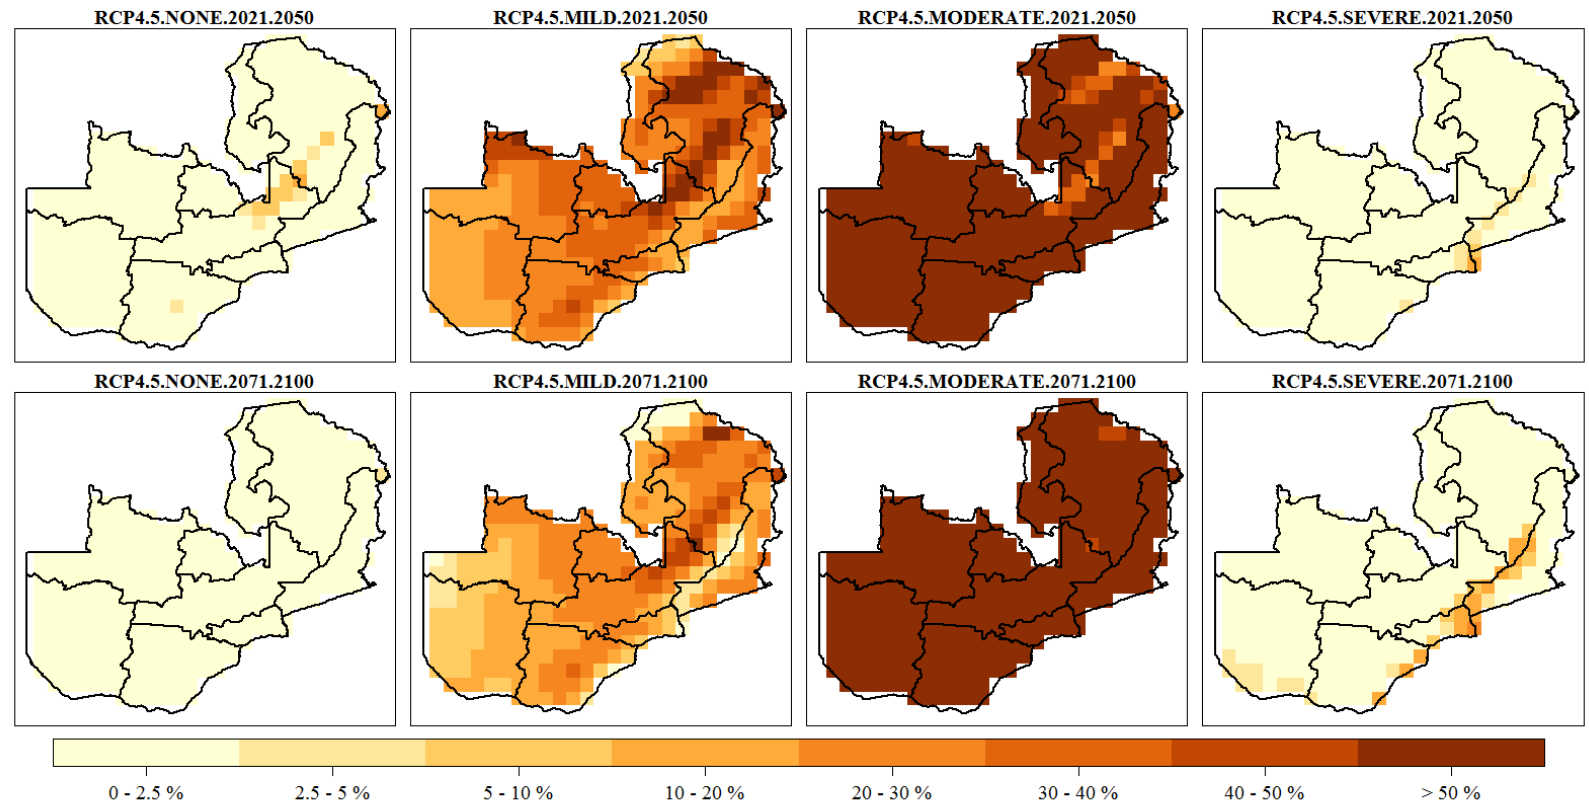 RCP4.5.NONE.2021.2050
RCP4.5.MILD.2021.2050
RCP4.5.MODERATE.2021.2050
RCP4.5.SEVERE.2021.2050
RCP4.5.NONE.2071.2100
RCP4.5.MILD.2071.2100
RCP4.5.MODERATE.2071.2100
RCP4.5.SEVERE.2071.2100
0 - 2.5 %
2.5 - 5 %
5 - 10 %
10 - 20 %
20 - 30 %
30 - 40 %
40 - 50 %
> 50 %